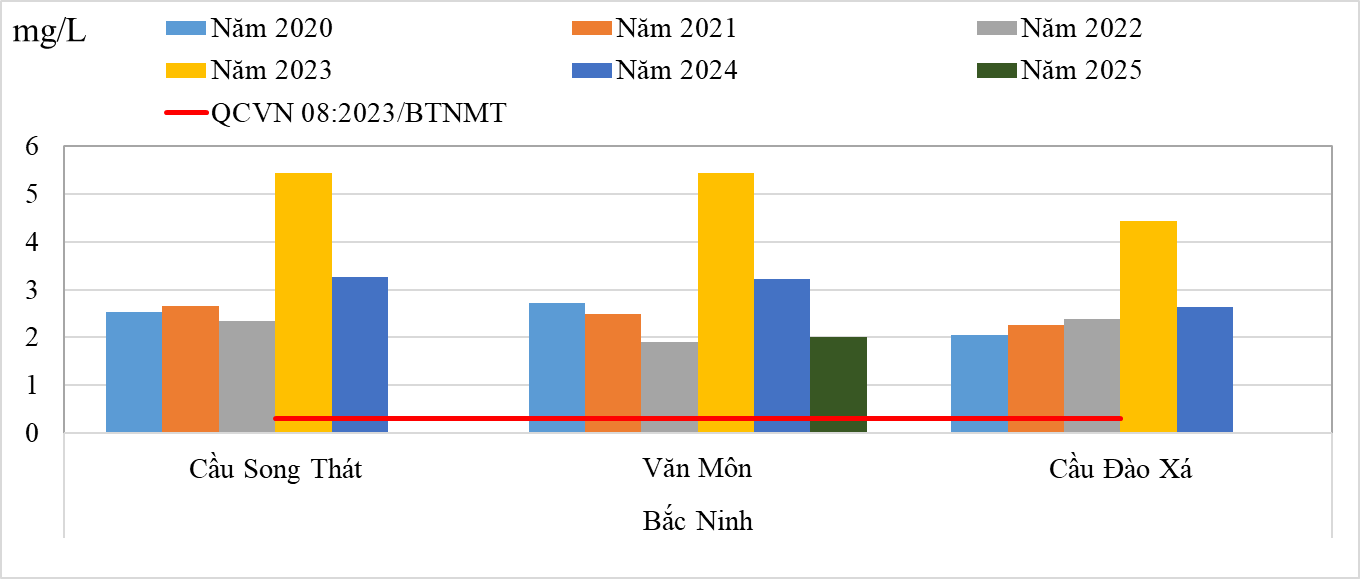 mg/L
Năm 2020 Năm 2021 Năm 2022
Năm 2023 Năm 2024 Năm 2025
QCVN 08:2023/BTNMT
6
5
4
3
2
1
0
Cầu Song Thát Văn Môn Cầu Đào Xá
Bắc Ninh